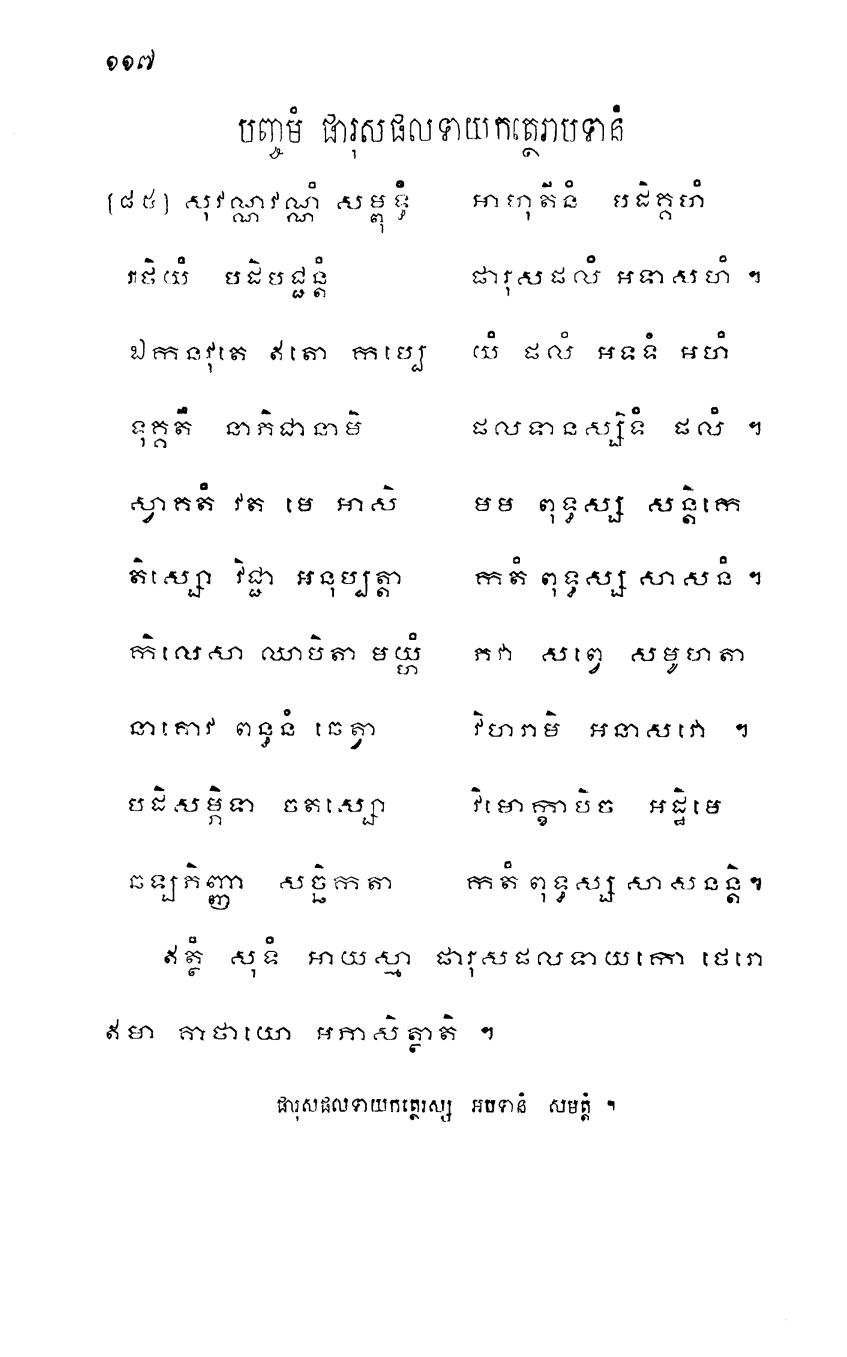 ១១៧
បញ្ចមំ ផារុសផលទាយកត្ថេរាបទានំ
(៨៥) សុវណ្ណវណ្ណំ សម្ពុទ្ធំ អាហុតីនំ បដិគ្គហំ
រថិយំ បដិបជ្ជន្តំ ផារុសផលំ អទាសហំ ។
ឯកនវុតេ ឥតោ កប្បេ យំ ផលំ អទទំ អហំ
ទុគ្គតឹ នាភិជានាមិ ផលទានស្សិទំ ផលំ ។
ស្វាគតំ វត មេ អាសិ មម ពុទ្ធស្ស សន្តិកេ
តិស្សោ វិជ្ជា អនុប្បត្តា កតំ ពុទ្ធស្ស សាសនំ ។
កិលេសា ឈាបិតា មយ្ហំ ភវា សព្វេ សមូហតា
នាគោវ ពន្ធនំ ឆេត្វា វិហរាមិ អនាសវោ ។
បដិសម្ភិទា ចតស្សោ វិមោក្ខាបិច អដ្ឋិមេ
ឆឡភិញ្ញា សច្ឆិកតា កតំ ពុទ្ធស្ស សាសនន្តិ។
ឥត្ថំ សុទំ អាយស្មា ផារុសផលទាយកោ ថេរោ
ឥមា គាថាយោ អភាសិត្ថាតិ ។
ផារុសផលទាយកត្ថេរស្ស អបទានំ សមត្តំ ។